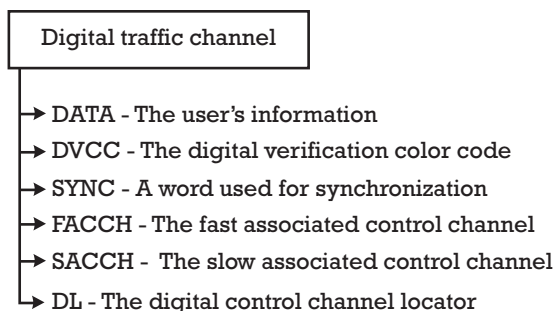 Digital traffic channel
DATA - The user's information
DVCC - The digital verification color code
SYNC - A word used for synchronization
FACCH - The fast associated control channel
SACCH - The slow associated control channel
DL - The digital control channel locator